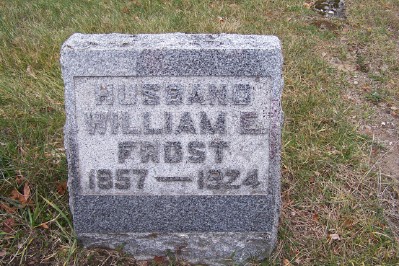 HUSBAND
WILLIAM E.
FROST
1857 — 1924